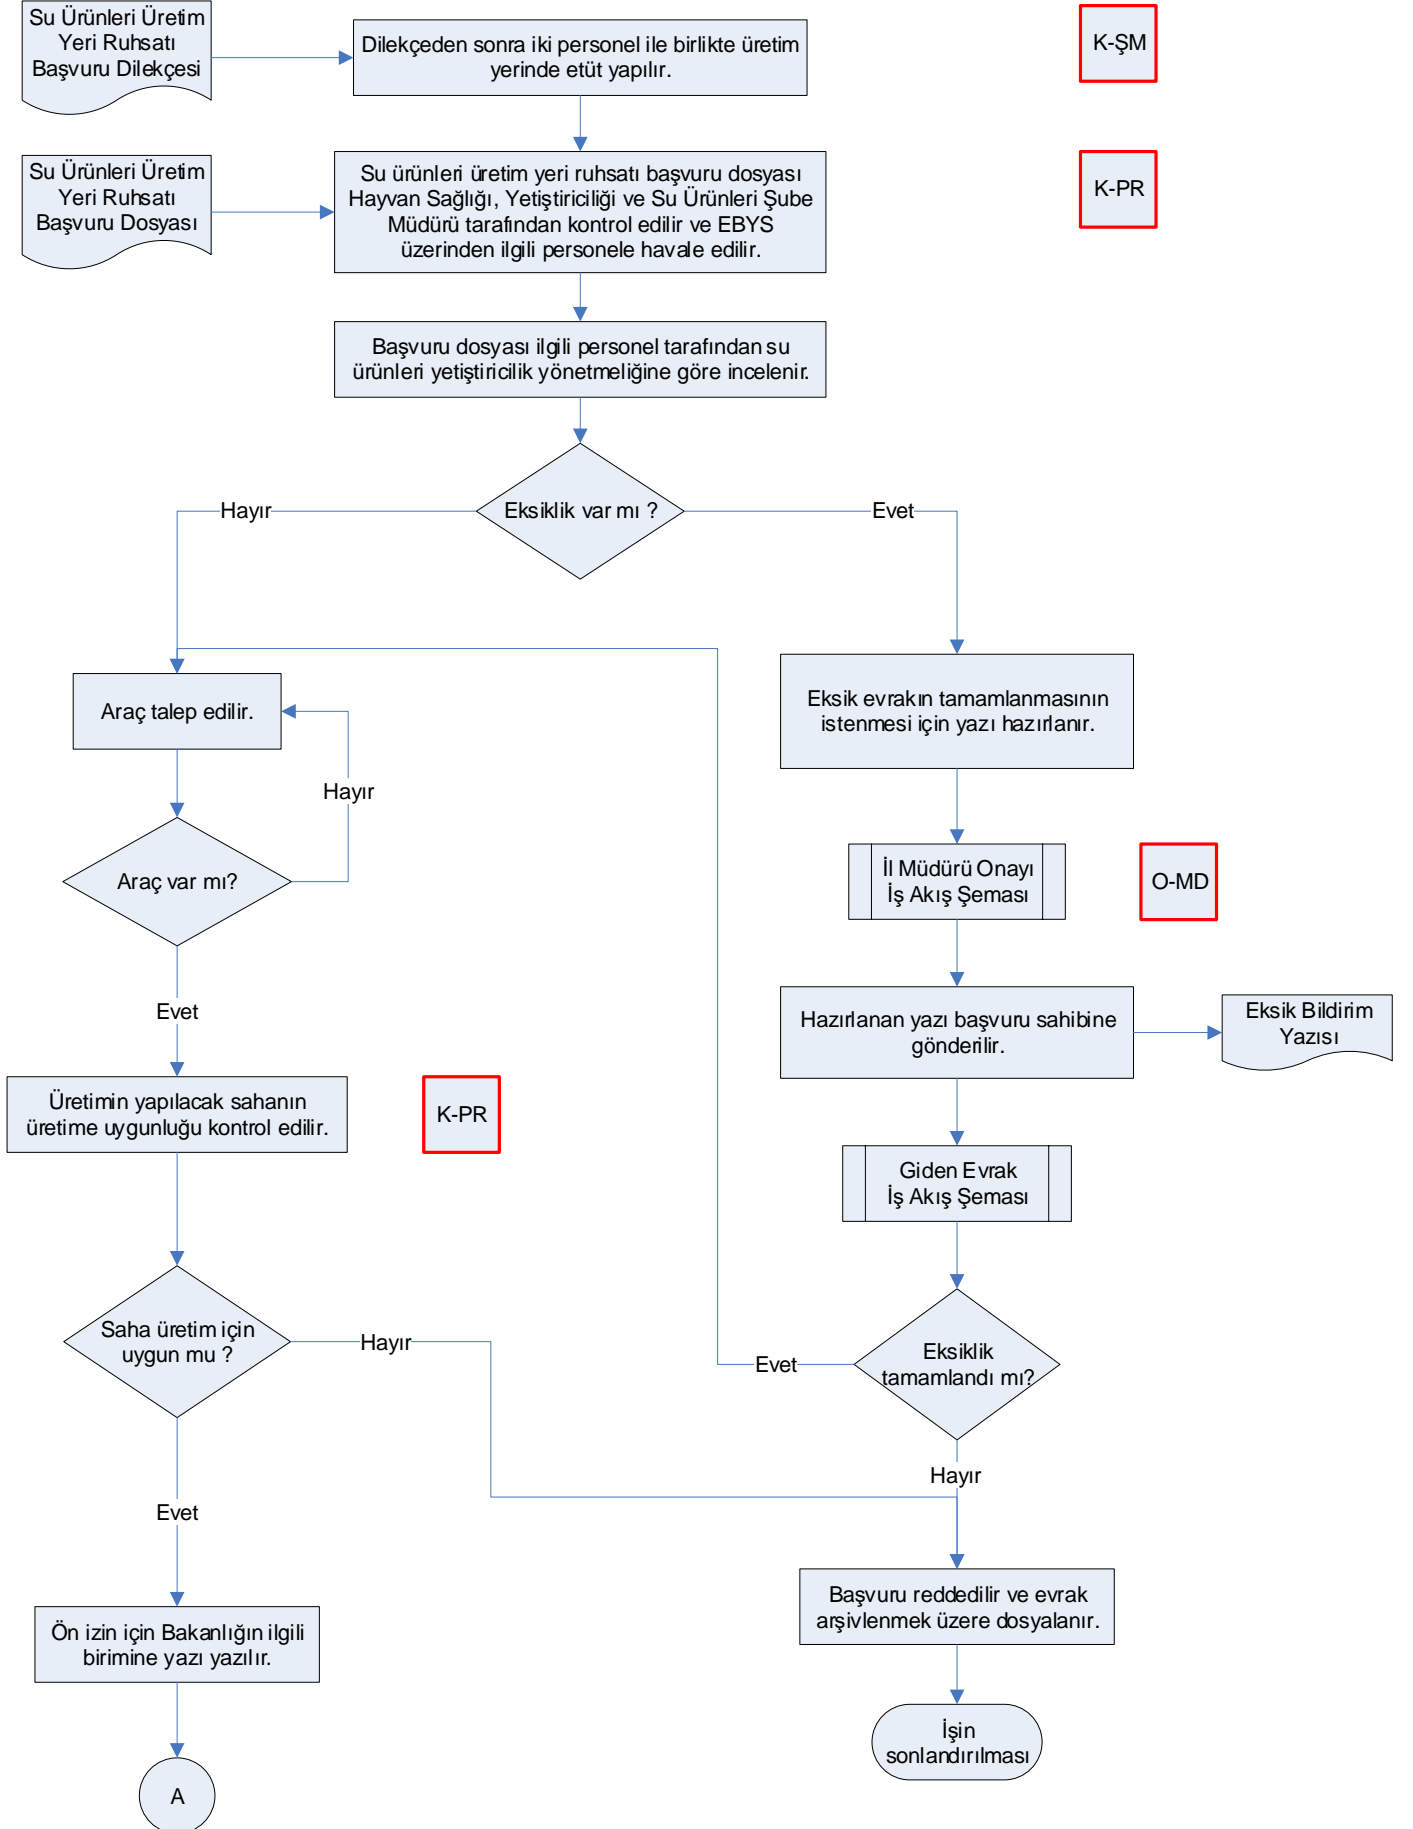 Su Ürünleri Üretim
Yeri Ruhsatı
Başvuru Dilekçesi
Dilekçeden sonra iki personel ile birlikte üretim
yerinde etüt yapılır.
K-ŞM
Su Ürünleri Üretim
Yeri Ruhsatı
Başvuru Dosyası
Su ürünleri üretim yeri ruhsatı başvuru dosyası
Hayvan Sağlığı, Yetiştiriciliği ve Su Ürünleri Şube
Müdürü tarafından kontrol edilir ve EBYS
üzerinden ilgili personele havale edilir.
K-PR
Başvuru dosyası ilgili personel tarafından su
ürünleri yetiştiricilik yönetmeliğine göre incelenir.
Hayır
Eksiklik var mı ?
Evet
Araç talep edilir.
Eksik evrakın tamamlanmasının
istenmesi için yazı hazırlanır.
Hayır
Araç var mı?
İl Müdürü Onayı
İş Akış Şeması
O-MD
Evet
Hazırlanan yazı başvuru sahibine
gönderilir.
Eksik Bildirim
Yazısı
Üretimin yapılacak sahanın
üretime uygunluğu kontrol edilir.
K-PR
Giden Evrak
İş Akış Şeması
Saha üretim için
uygun mu ?
Hayır
Evet
Eksiklik
tamamlandı mı?
Hayır
Evet
Ön izin için Bakanlığın ilgili
birimine yazı yazılır.
Başvuru reddedilir ve evrak
arşivlenmek üzere dosyalanır.
İşin
sonlandırılması
A